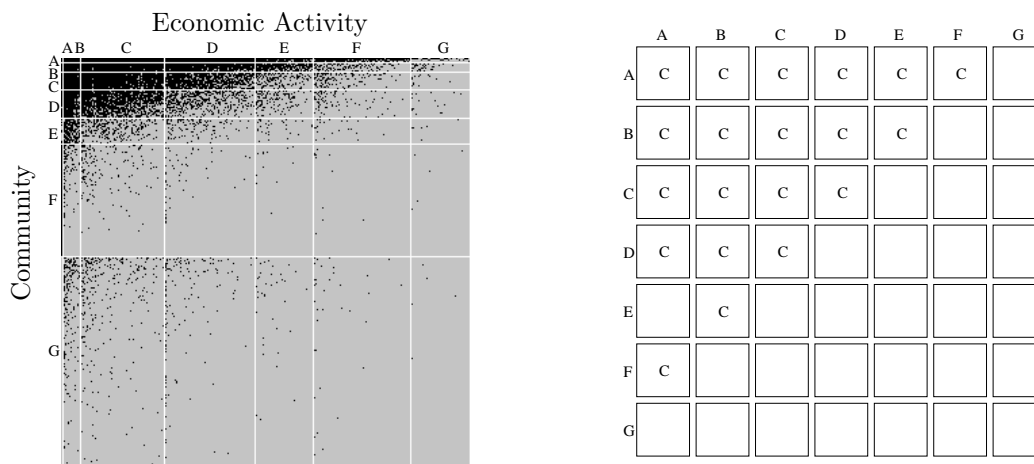 Economic Activity
A B C D E F G
Community
A
B
C
D
E
F
G
A B C D E F G
A C C C C C C
B C C C C C
C C C C C
D C C C
E C
F C
G